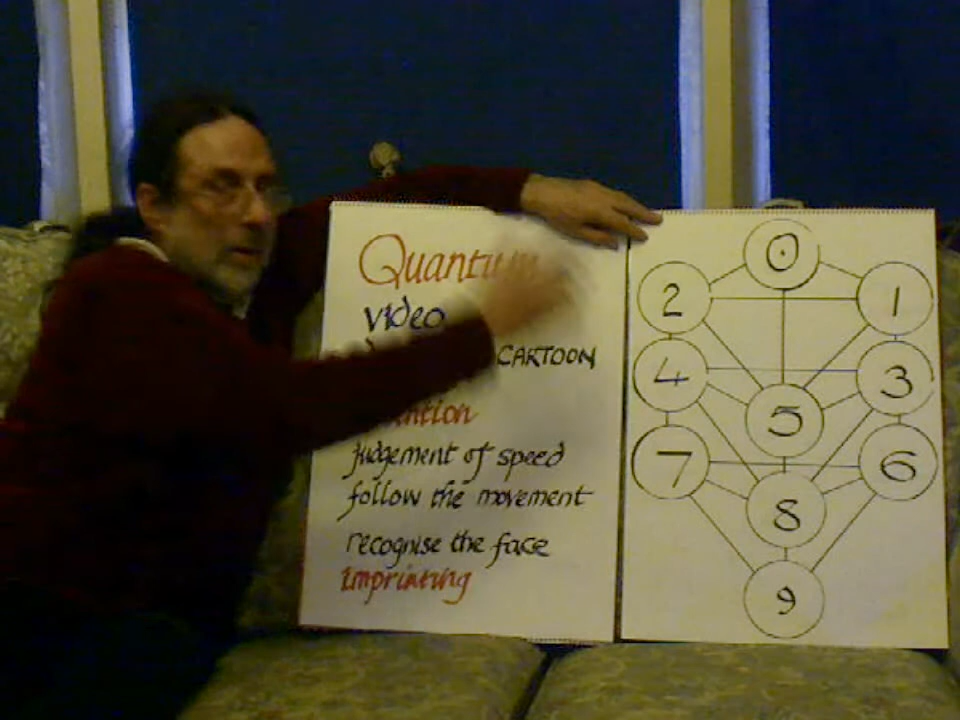 Quantum
video
CARTOON
judgement of speed
follow the movement
recognise the face
imprinting
0
2 1
4 3
5
7 6
8
9